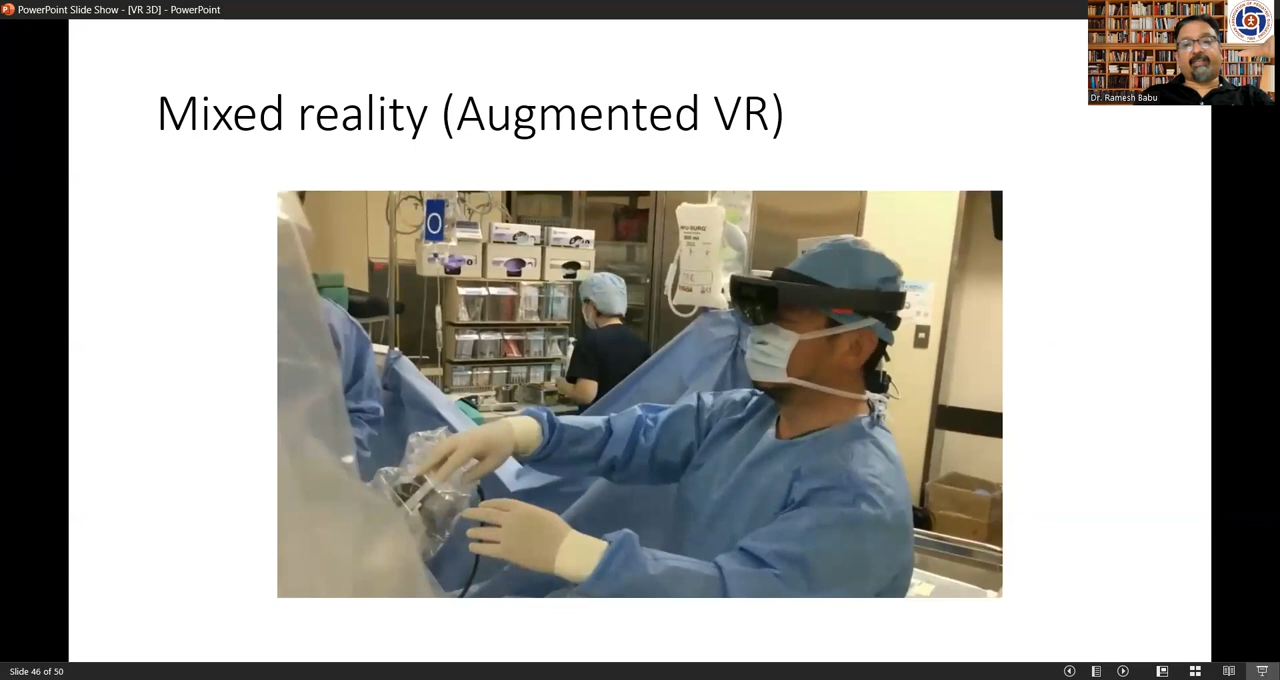 PowerPoint Slide Show - [VR 3D] - PowerPoint
Dr. Ramesh Babu
Mixed reality (Augmented VR)
Slide 46 of 50